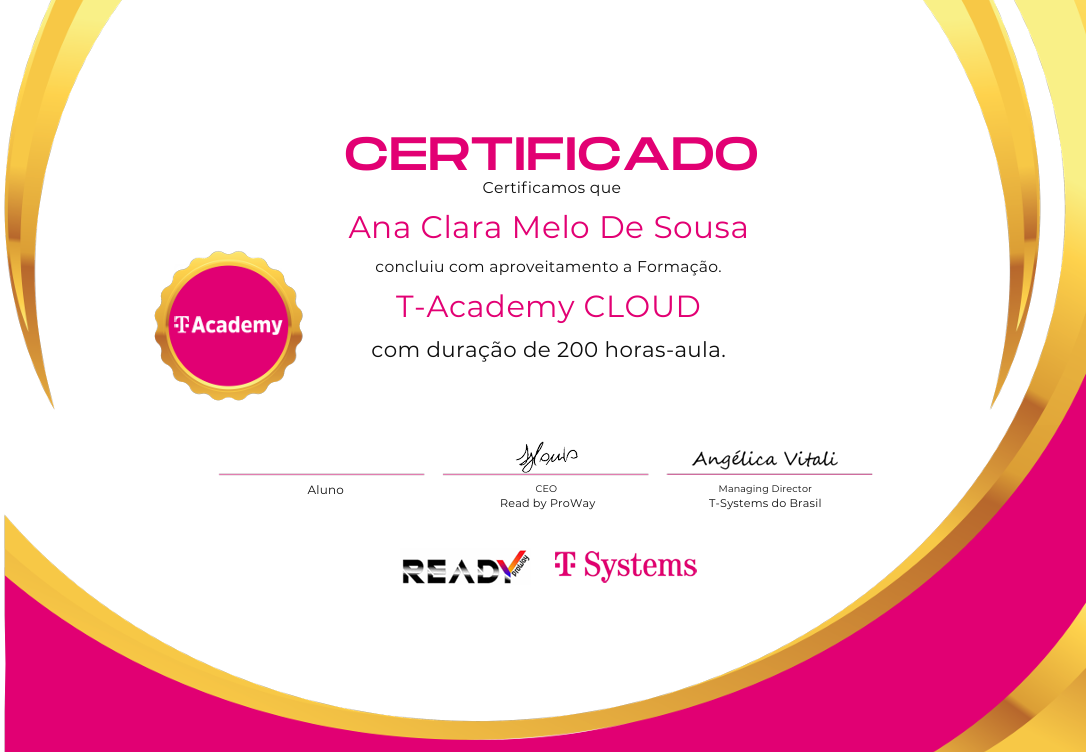 CERTIFICADO
Certificamos que
Ana Clara Melo De Sousa
concluiu com aproveitamento a Formação.
T-Academy CLOUD
com duração de 200 horas-aula.
T Academy
Angélica Vitali
Aluno
CEO
Read by ProWay
Managing Director
T-Systems do Brasil
READY
proway
T Systems